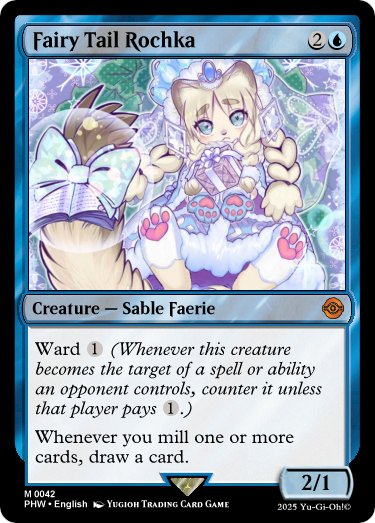 Fairy Tail Rochka 2
Creature — Sable Faerie
Ward 1 (Whenever this creature
becomes the target of a spell or ability
an opponent controls, counter it unless
that player pays 1.)
Whenever you mill one or more
cards, draw a card.
2/1
M 0042
PHW • English Yugioh Trading Card Game
2025 Yu-Gi-Oh!©